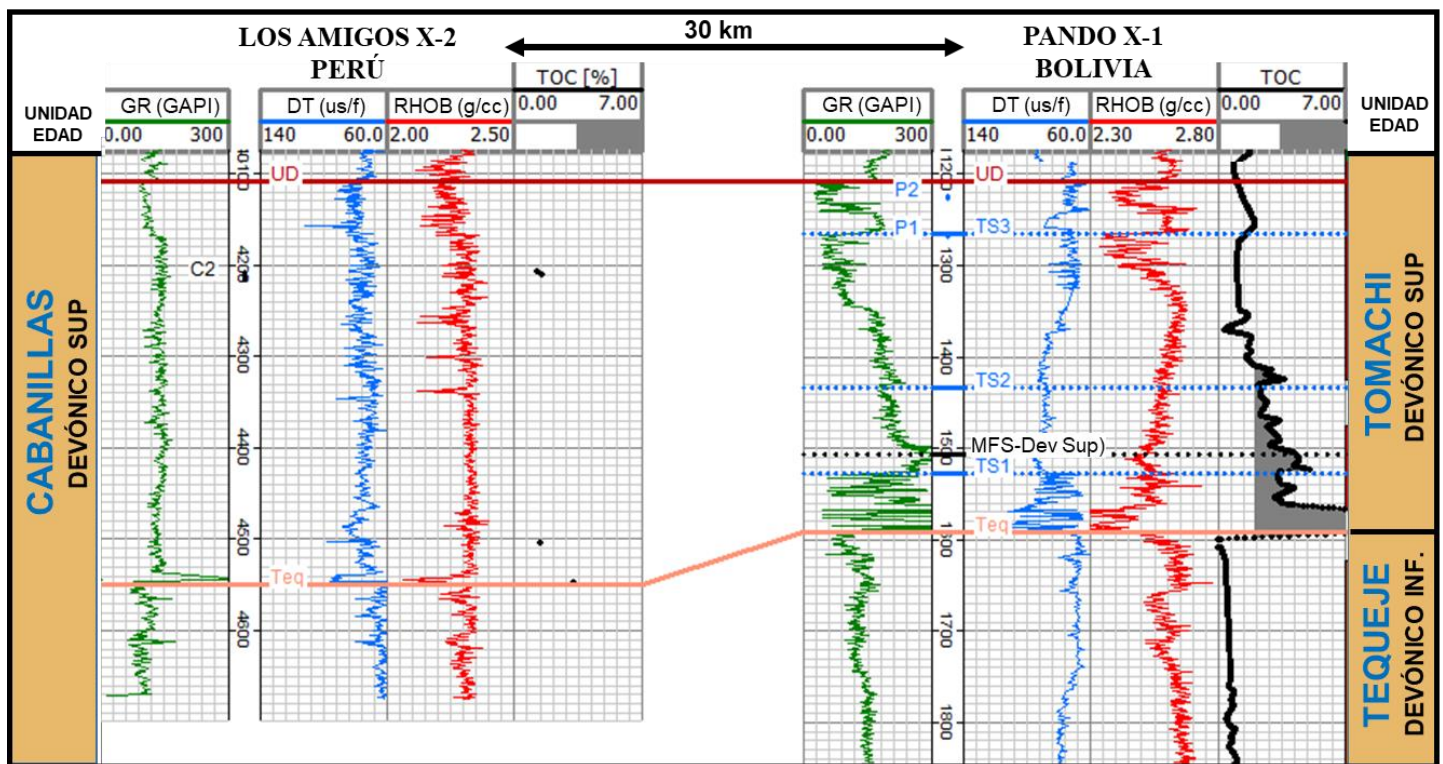 LOS AMIGOS X-2
PERÚ
30 km
PANDO X-1
BOLIVIA
UNIDAD
EDAD
GR (GAPI)
0.00 300
DT (us/f)
140 60.0
RHOB (g/cc)
2.00 2.50
TOC [%]
0.00 7.00
GR (GAPI)
0.00 300
DT (us/f)
140 60.0
RHOB (g/cc)
2.30 2.80
TOC
0.00 7.00
UNIDAD
EDAD
CABANILLAS
DEVÓNICO SUP
UD
C2
4200
4300
4400
4500
Teq
4600
P2
UD
P1
TS3
1300
1400
TS2
1500
MFS-Dev Sup)
TS1
Teq
1700
1800
TOMACHI
DEVÓNICO SUP
TEQUEJE
DEVÓNICO INF.